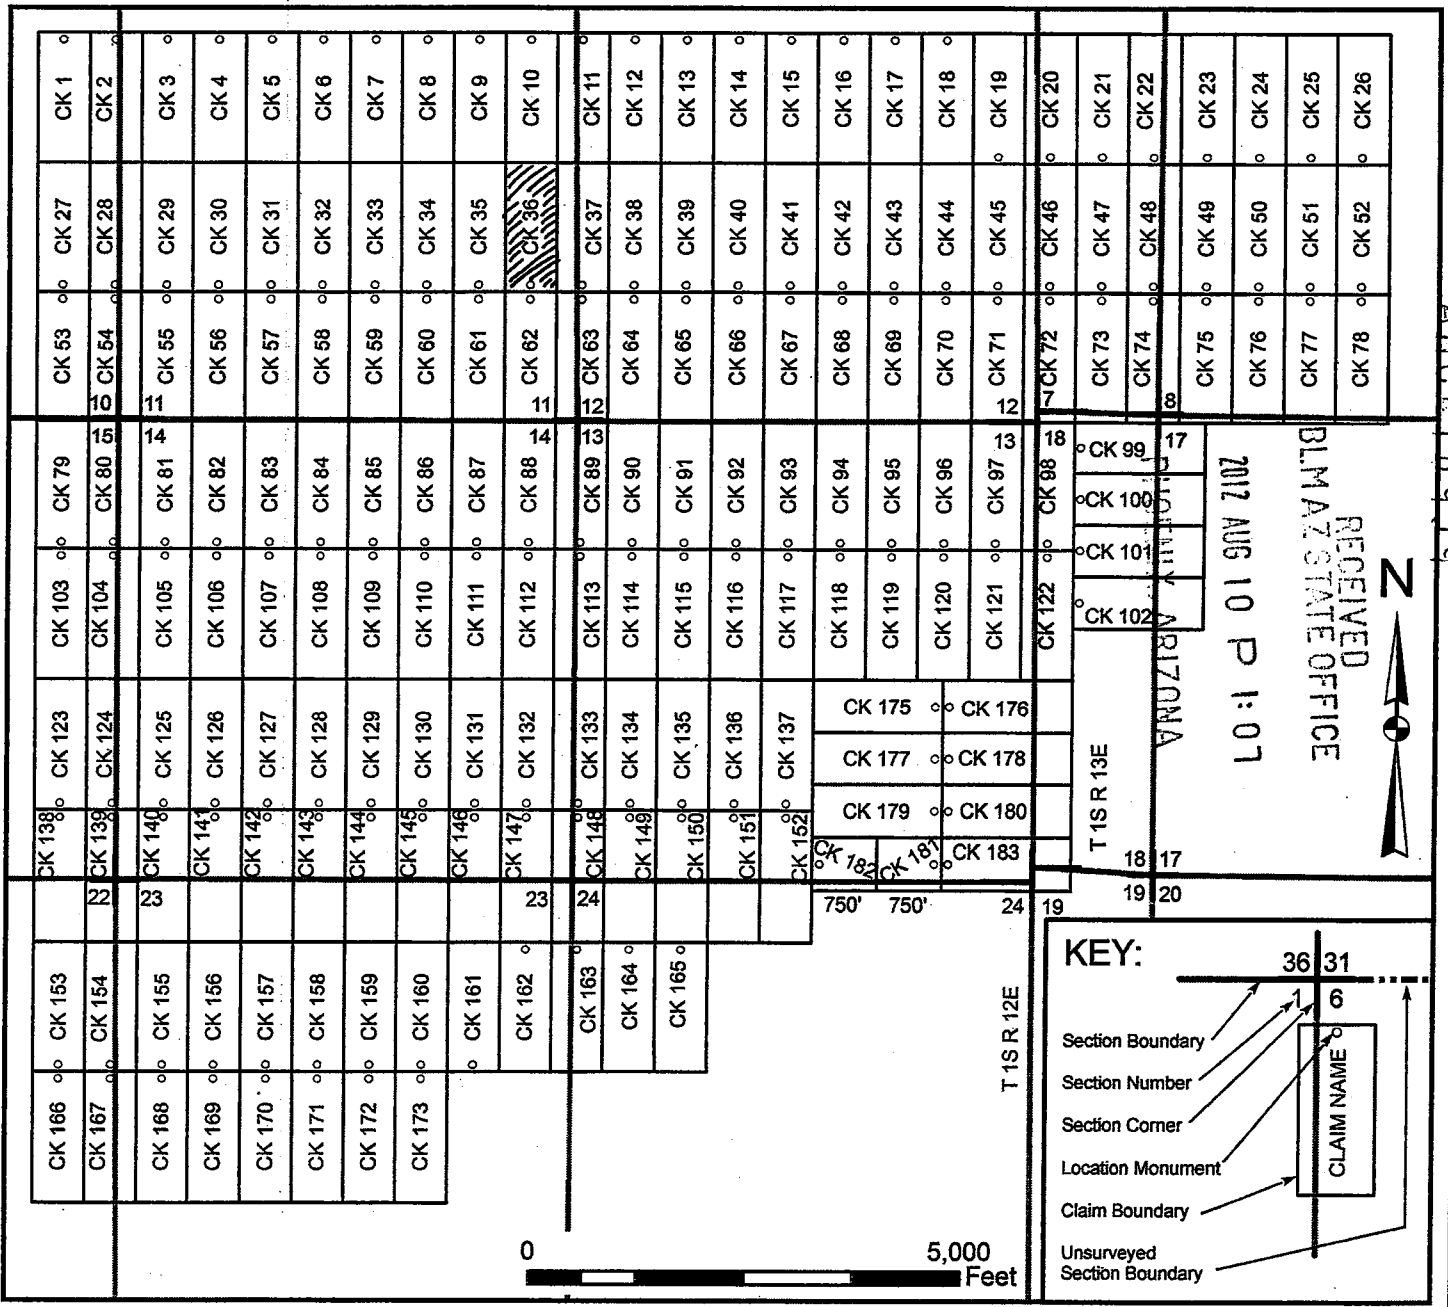 CK 1 CK 2 CK 3 CK 4 CK 5 CK 6 CK 7 CK 8 CK 9 CK 10 CK 11 CK 12 CK 13 CK 14 CK 15 CK 16 CK 17 CK 18 CK 19 CK 20 CK 21 CK 22 CK 23 CK 24 CK 25 CK 26
CK 27 CK 28 CK 29 CK 30 CK 31 CK 32 CK 33 CK 34 CK 35 CK 36 CK 37 CK 38 CK 39 CK 40 CK 41 CK 42 CK 43 CK 44 CK 45 CK 46 CK 47 CK 48 CK 49 CK 50 CK 51 CK 52
CK 53 CK 54 CK 55 CK 56 CK 57 CK 58 CK 59 CK 60 CK 61 CK 62 CK 63 CK 64 CK 65 CK 66 CK 67 CK 68 CK 69 CK 70 CK 71 CK 72 CK 73 CK 74 CK 75 CK 76 CK 77 CK 78
10 11 11 12 12 7 8
15 14 14 13 13 18 17
CK 79 CK 80 CK 81 CK 82 CK 83 CK 84 CK 85 CK 86 CK 87 CK 88 CK 89 CK 90 CK 91 CK 92 CK 93 CK 94 CK 95 CK 96 CK 97 CK 98
CK 99
CK 100
CK 101
CK 102
CK 103 CK 104 CK 105 CK 106 CK 107 CK 108 CK 109 CK 110 CK 111 CK 112 CK 113 CK 114 CK 115 CK 116 CK 117 CK 118 CK 119 CK 120 CK 121 CK 122
RECEIVED
BLM AZ STATE OFFICE
2012 AUG 10 P 1:07
ARIZONA
N
CK 123 CK 124 CK 125 CK 126 CK 127 CK 128 CK 129 CK 130 CK 131 CK 132 CK 133 CK 134 CK 135 CK 136 CK 137
CK 175 CK 176
CK 177 CK 178
CK 179 CK 180
CK 182 CK 181 CK 183
T1S R 13E
CK 138 CK 139 CK 140 CK 141 CK 142 CK 143 CK 144 CK 145 CK 146 CK 147 CK 148 CK 149 CK 150 CK 151 CK 152
18 17
19 20
22 23 23 24 750' 750' 24 19
CK 153 CK 154 CK 155 CK 156 CK 157 CK 158 CK 159 CK 160 CK 161 CK 162 CK 163 CK 164 CK 165
T1S R 12E
CK 166 CK 167 CK 168 CK 169 CK 170 CK 171 CK 172 CK 173
0 5,000
Feet
KEY:
36 31
1 6
Section Boundary
Section Number
Section Corner
Location Monument
Claim Boundary
Unsurveyed
Section Boundary
CLAIM NAME